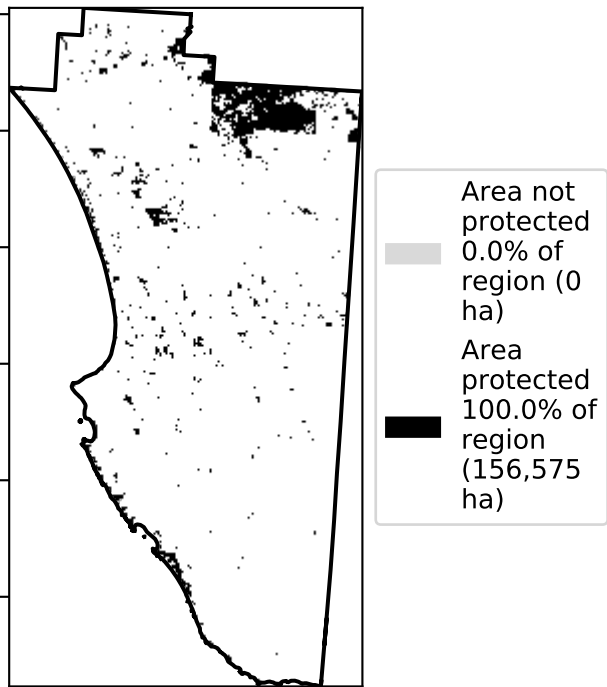 Area not
protected
0.0% of
region (0
ha)
Area
protected
100.0% of
region
(156,575
ha)